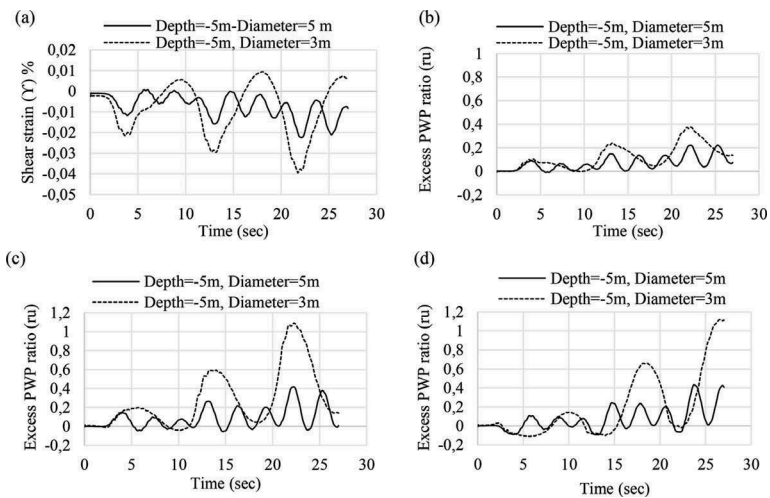 (a)
Depth=-5m-Diameter=5 m
Depth=-5m, Diameter=3m
0,02
0,01
0
-0,01
-0,02
-0,03
-0,04
-0,05
Shear strain (ϒ) %
0 5 10 15 20 25 30
Time (sec)
(b)
Depth=-5m, Diameter=5m
Depth=-5m, Diameter=3m
1
0,8
0,6
0,4
0,2
0
-0,2
Excess PWP ratio (ru)
0 5 10 15 20 25 30
Time (sec)
(c)
Depth=-5m, Diameter=5m
Depth=-5m, Diameter=3m
1,2
1
0,8
0,6
0,4
0,2
0
-0,2
Excess PWP ratio (ru)
0 5 10 15 20 25 30
Time (sec)
(d)
Depth=-5m, Diameter=5m
Depth=-5m, Diameter=3m
1,2
1
0,8
0,6
0,4
0,2
0
-0,2
Excess PWP ratio (ru)
0 5 10 15 20 25 30
Time (sec)